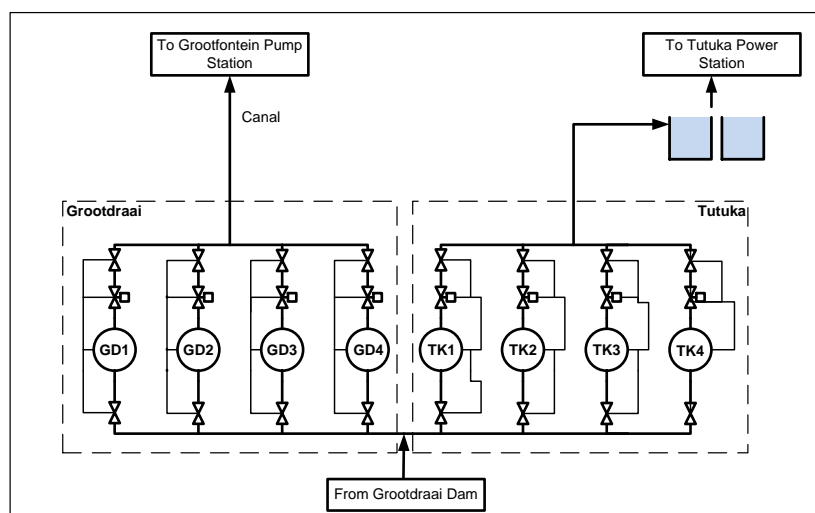 To Grootfontein Pump
Station
To Tutuka Power
Station
Canal
Grootdraai
Tutuka
GD1
GD2
GD3
GD4
TK1
TK2
TK3
TK4
From Grootdraai Dam